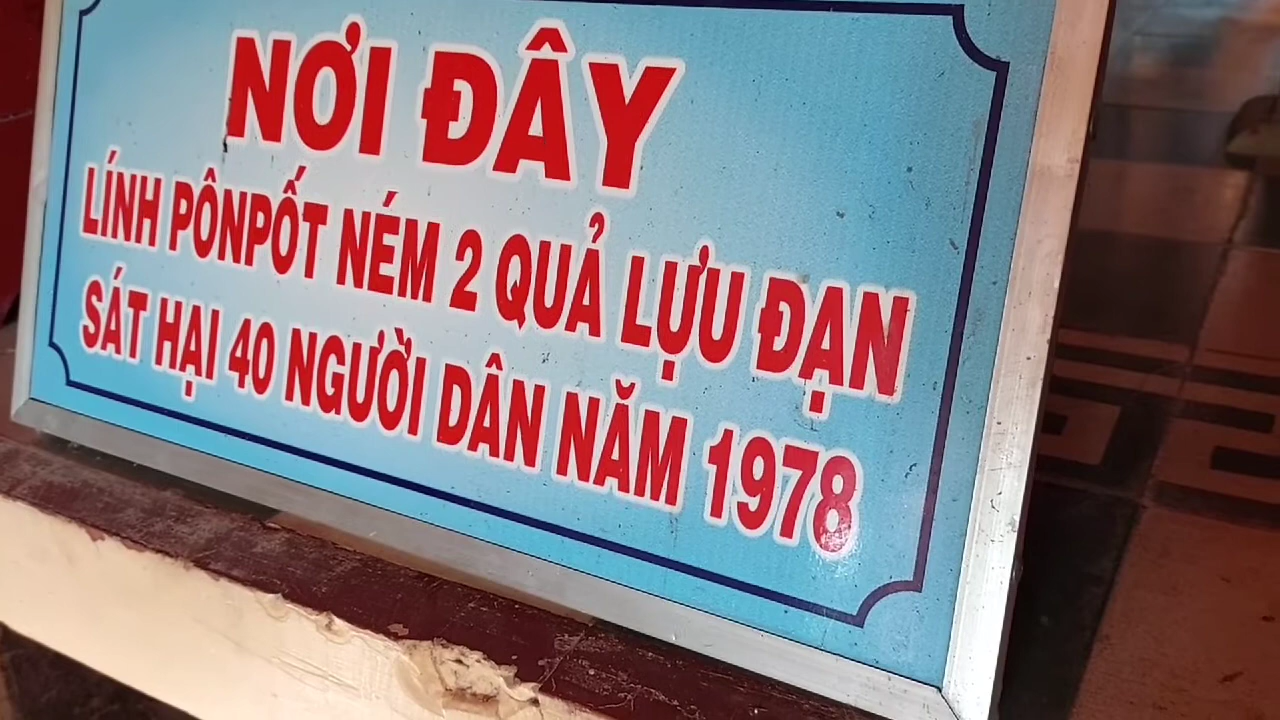 NƠI ĐÂY
LÍNH PÔNPỐT NÉM 2 QUẢ LỰU ĐẠN
SÁT HẠI 40 NGƯỜI DÂN NĂM 1978